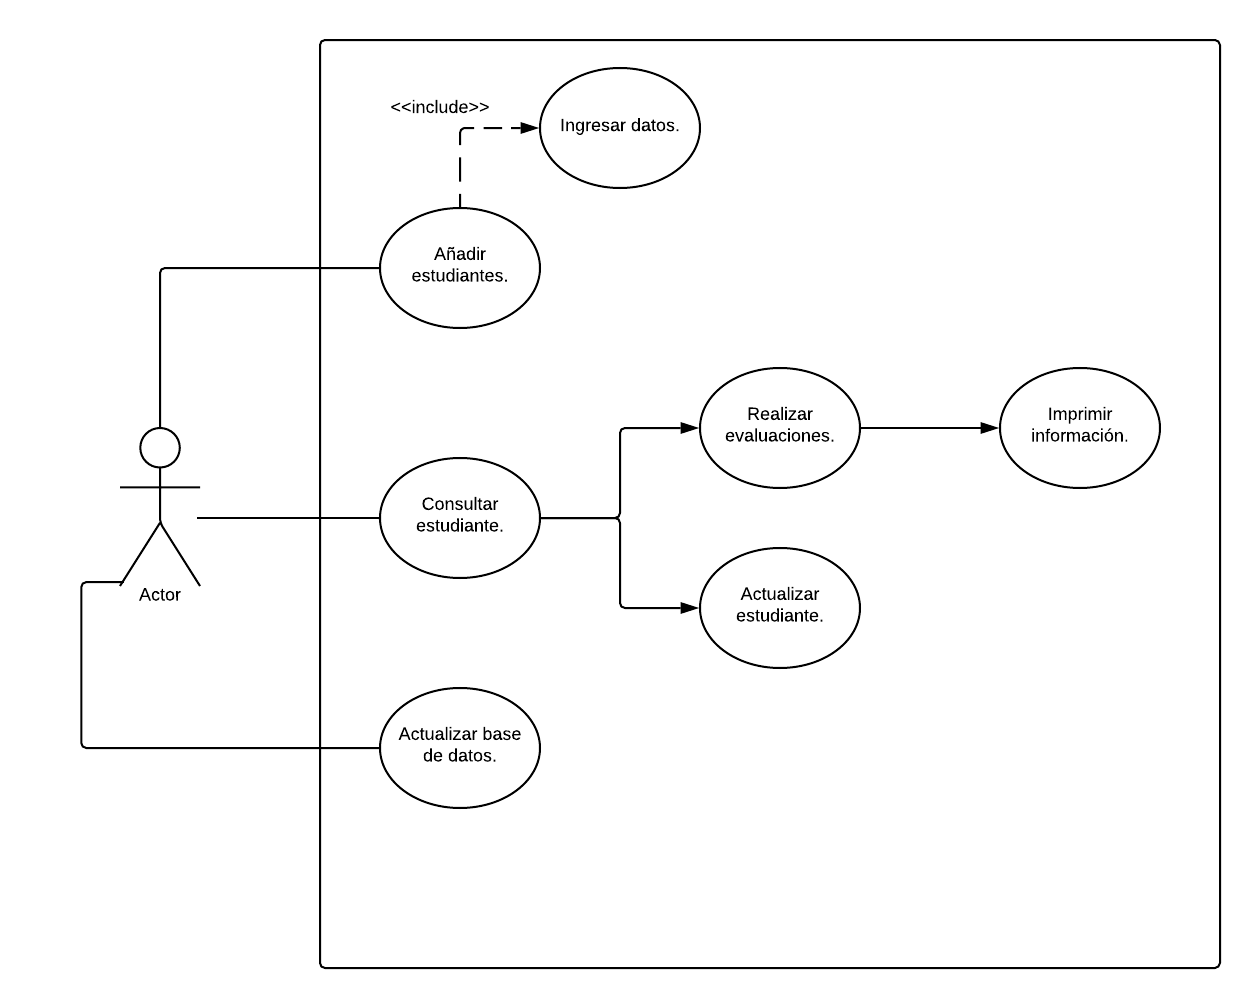 <<include>>
Ingresar datos.
Añadir
estudiantes.
Realizar
evaluaciones.
Imprimir
información.
Consultar
estudiante.
Actualizar
estudiante.
Actor
Actualizar base
de datos.